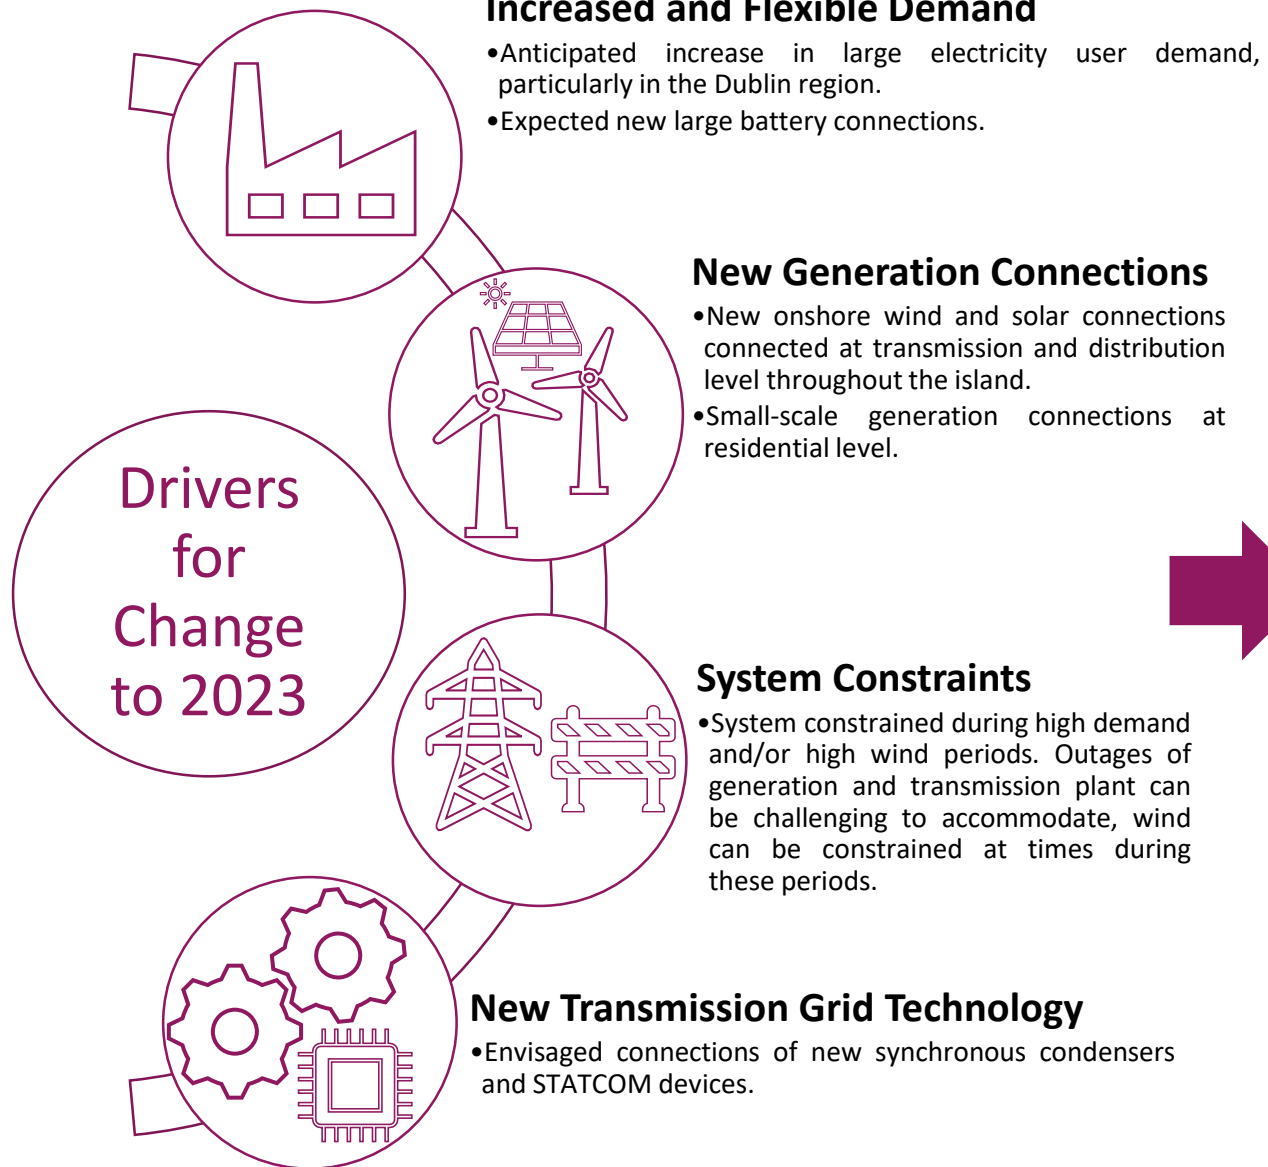 Increased and Flexible Demand
•Anticipated increase in large electricity user demand,
particularly in the Dublin region.
•Expected new large battery connections.
New Generation Connections
•New onshore wind and solar connections
connected at transmission and distribution
level throughout the island.
•Small-scale generation connections at
residential level.
Drivers
for
Change
to 2023
System Constraints
•System constrained during high demand
and/or high wind periods. Outages of
generation and transmission plant can
be challenging to accommodate, wind
can be constrained at times during
these periods.
New Transmission Grid Technology
•Envisaged connections of new synchronous condensers
and STATCOM devices.